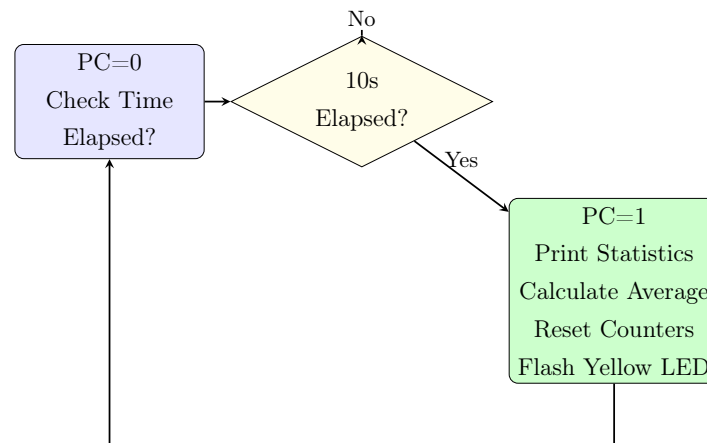 No
PC=0
Check Time
Elapsed?
10s
Elapsed?
Yes
PC=1
Print Statistics
Calculate Average
Reset Counters
Flash Yellow LED